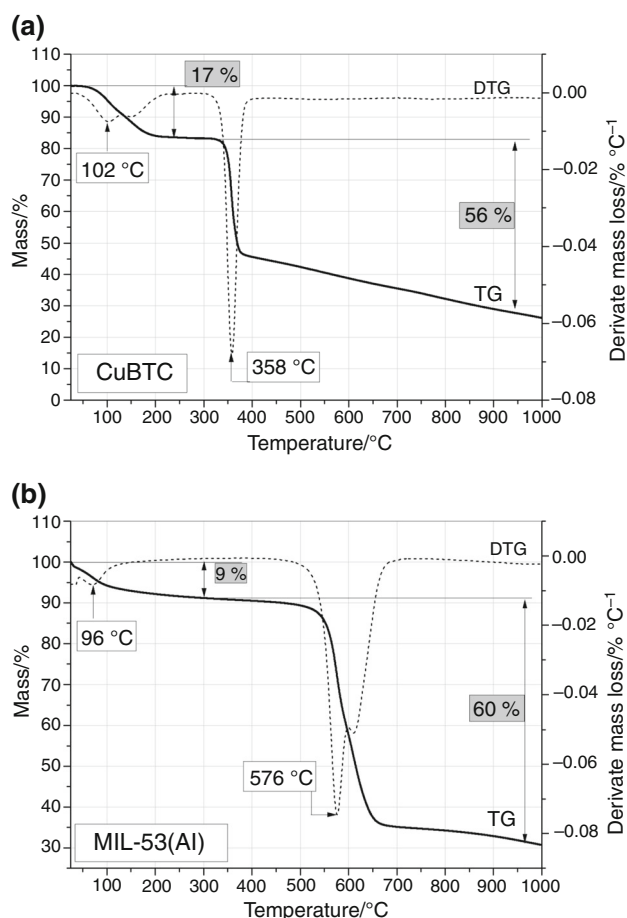 (a)
110
100
90
80
70
60
50
40
30
20
10
0
Mass/%
17 %
DTG
102 °C
56 %
TG
358 °C
CuBTC
0.00
−0.02
−0.04
−0.06
−0.08
Derivate mass loss/% °C−1
100 200 300 400 500 600 700 800 900 1000
Temperature/°C
(b)
110
100
90
80
70
60
50
40
30
Mass/%
DTG
9 %
96 °C
60 %
576 °C
TG
MIL-53(Al)
0.00
−0.02
−0.04
−0.06
−0.08
Derivate mass loss/% °C−1
100 200 300 400 500 600 700 800 900 1000
Temperature/°C